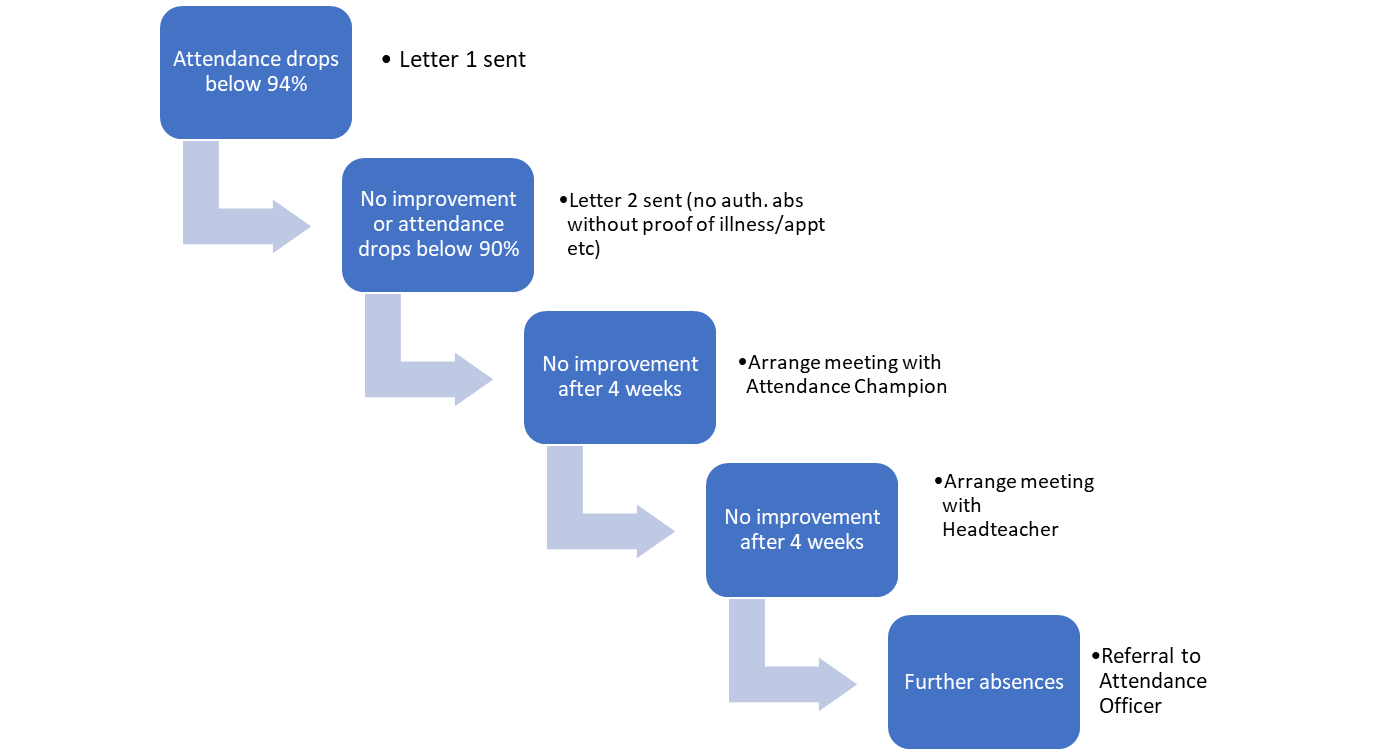 Attendance drops
below 94%
• Letter 1 sent
No improvement
or attendance
drops below 90%
•Letter 2 sent (no auth. abs
without proof of illness/appt
etc)
No improvement
after 4 weeks
•Arrange meeting with
Attendance Champion
No improvement
after 4 weeks
•Arrange meeting
with
Headteacher
Further absences
•Referral to
Attendance
Officer